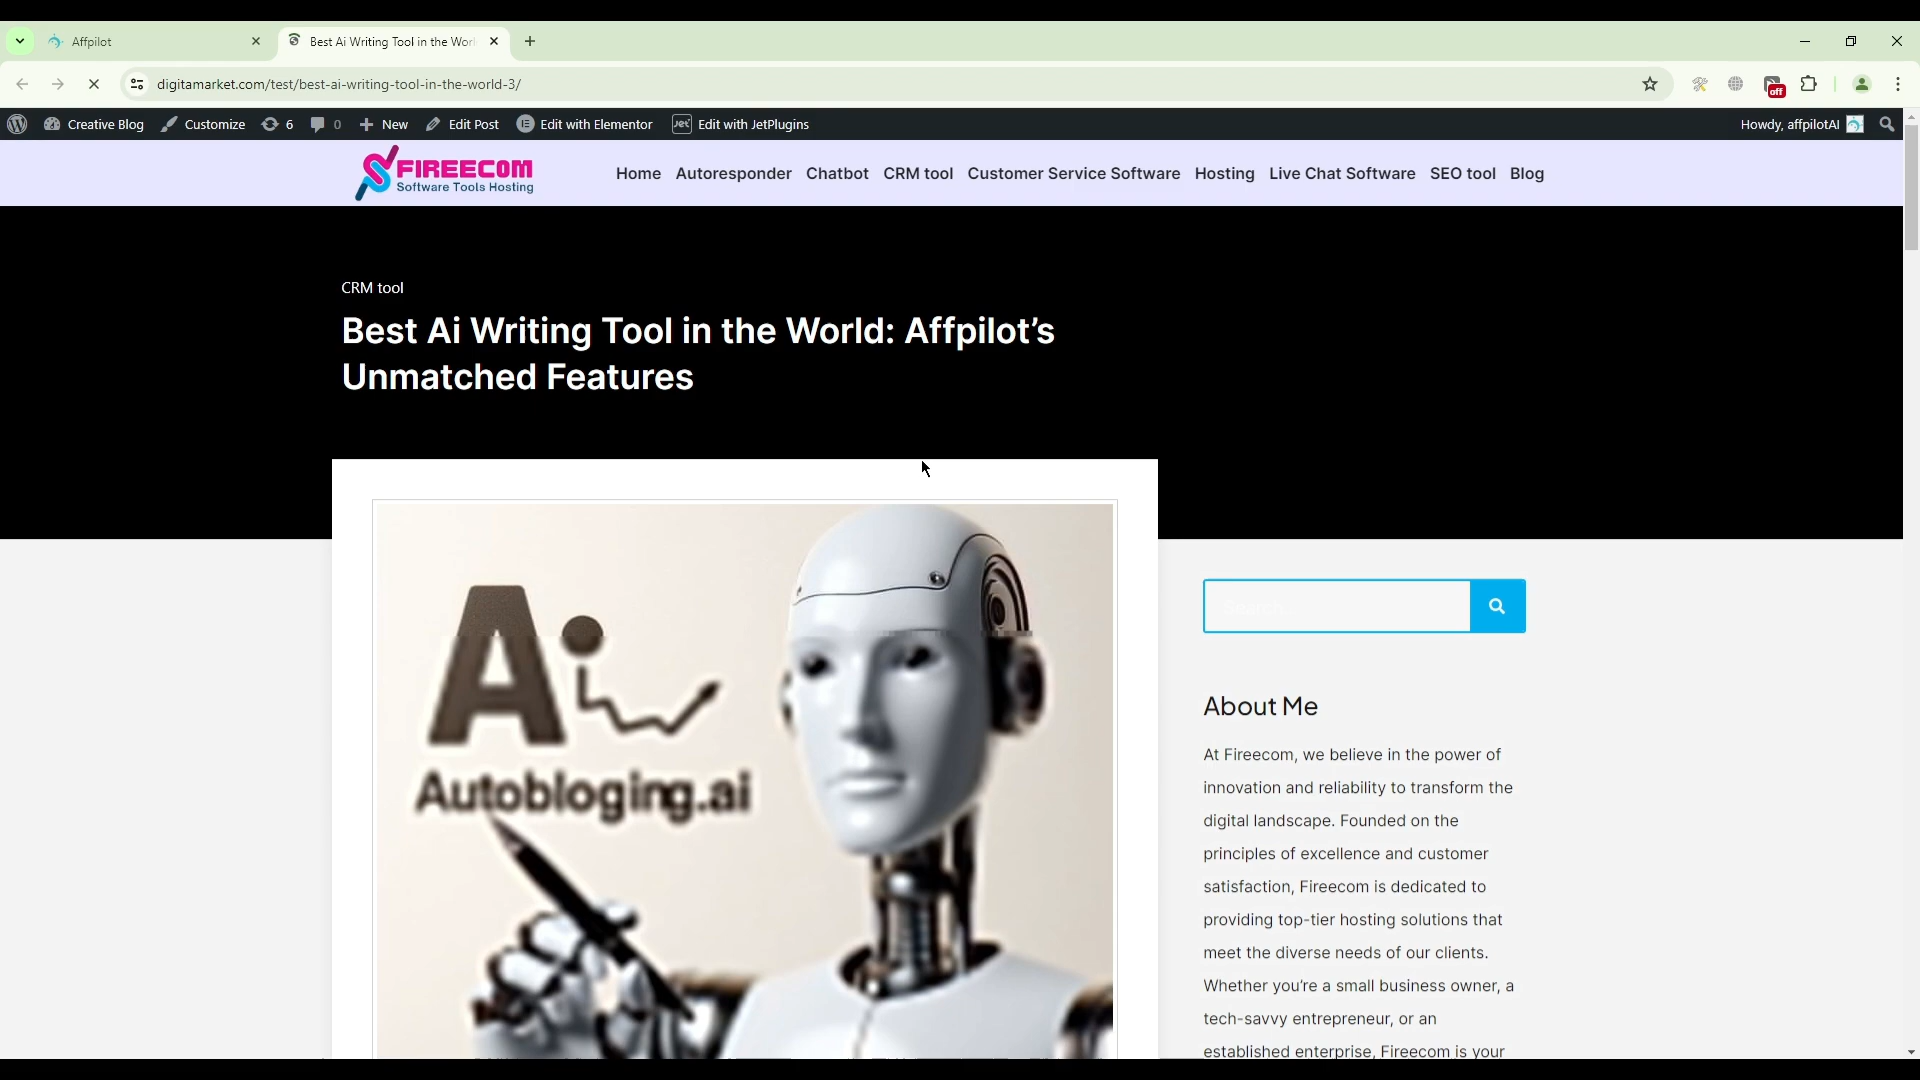 Affpilot
Best Ai Writing Tool in the Worl
digitamarket.com/test/best-ai-writing-tool-in-the-world-3/
off
Creative Blog Customize 6 0 New Edit Post Edit with Elementor Jet Edit with JetPlugins Howdy, affpilotAI
FIREECOM
Software Tools Hosting
Home Autoresponder Chatbot CRM tool Customer Service Software Hosting Live Chat Software SEO tool Blog
CRM tool
Best Ai Writing Tool in the World: Affpilot’s
Unmatched Features
Ai
Autobloging.ai
About Me
At Fireecom, we believe in the power of
innovation and reliability to transform the
digital landscape. Founded on the
principles of excellence and customer
satisfaction, Fireecom is dedicated to
providing top-tier hosting solutions that
meet the diverse needs of our clients.
Whether you’re a small business owner, a
tech-savvy entrepreneur, or an
established enterprise, Fireecom is your